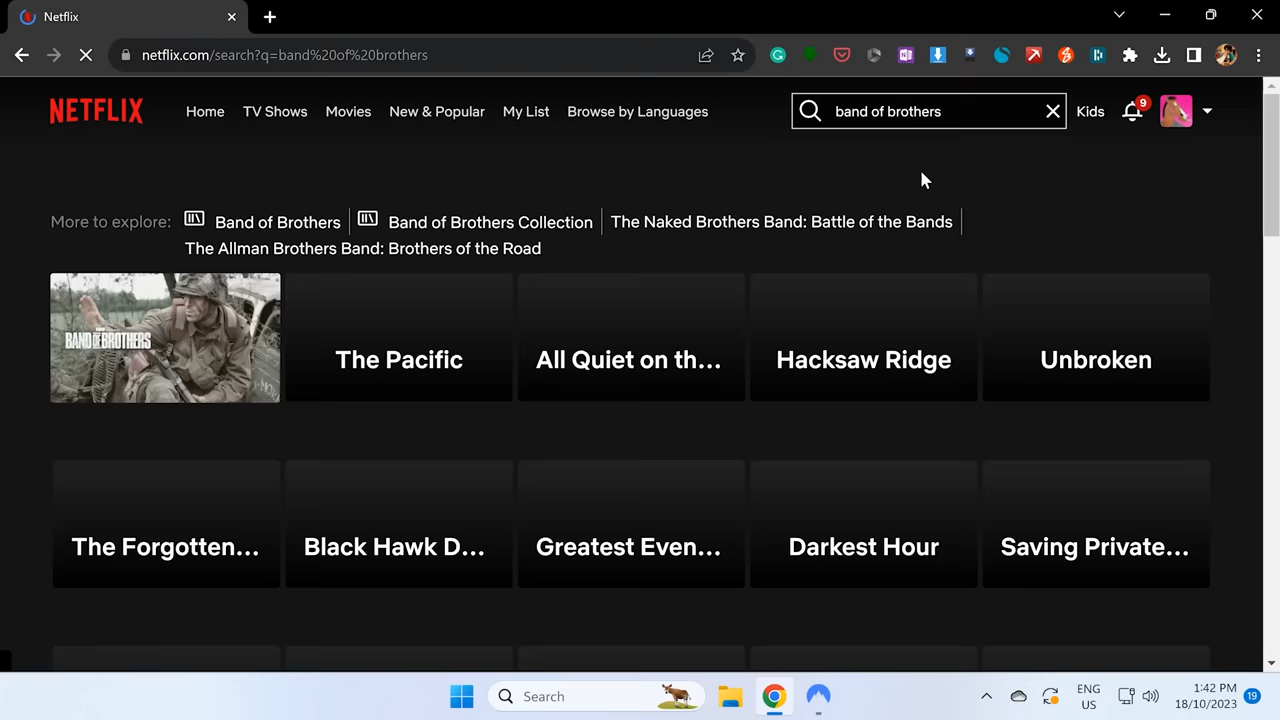 Netflix
netflix.com/search?q=band%20of%20brothers
NETFLIX
Home
TV Shows
Movies
New & Popular
My List
Browse by Languages
band of brothers
Kids
9
More to explore:
Band of Brothers
Band of Brothers Collection
The Naked Brothers Band: Battle of the Bands
The Allman Brothers Band: Brothers of the Road
BAND OF BROTHERS
The Pacific
All Quiet on th...
Hacksaw Ridge
Unbroken
The Forgotten...
Black Hawk D...
Greatest Even...
Darkest Hour
Saving Private...
Search
ENG
US
1:42 PM
18/10/2023
19